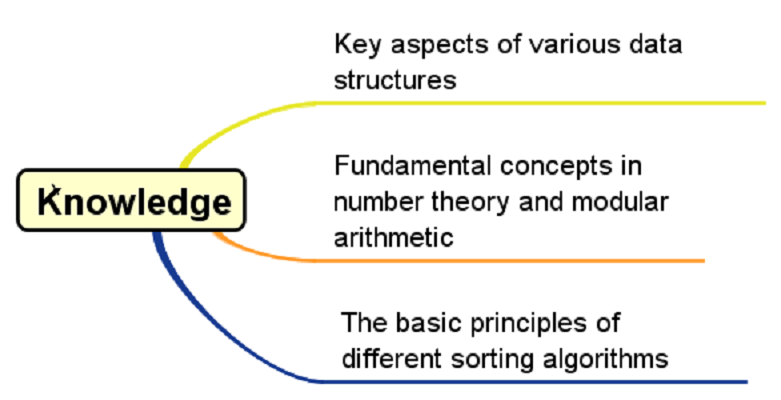 Key aspects of various data
structures
Knowledge
Fundamental concepts in
number theory and modular
arithmetic
The basic principles of
different sorting algorithms